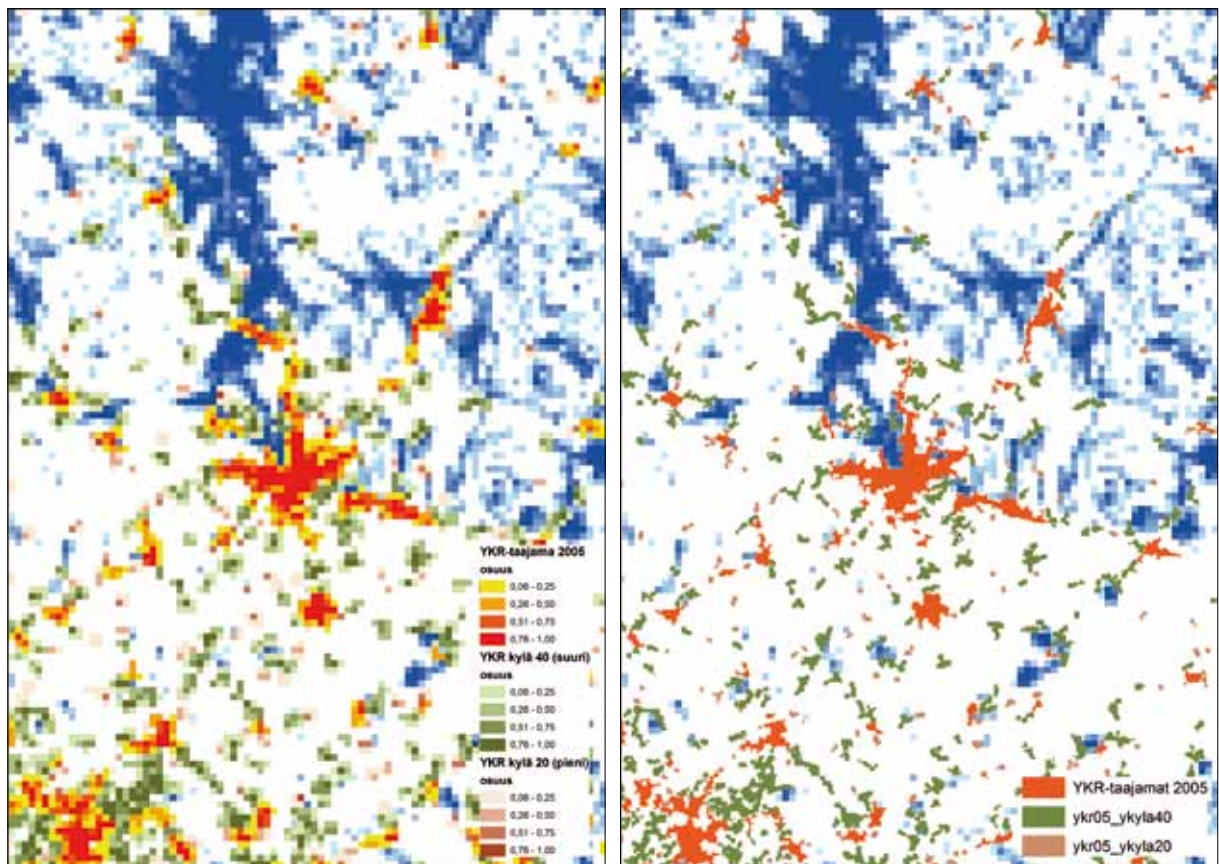 YKR-taajama 2005
osuus
0,06 - 0,25
0,26 - 0,50
0,51 - 0,75
0,76 - 1,00
YKR kylä 40 (suuri)
osuus
0,06 - 0,25
0,26 - 0,50
0,51 - 0,75
0,76 - 1,00
YKR kylä 20 (pieni)
osuus
0,06 - 0,25
0,26 - 0,50
0,51 - 0,75
0,76 - 1,00
YKR-taajamat 2005
ykr05_ykyla40
ykr05_ykyla20